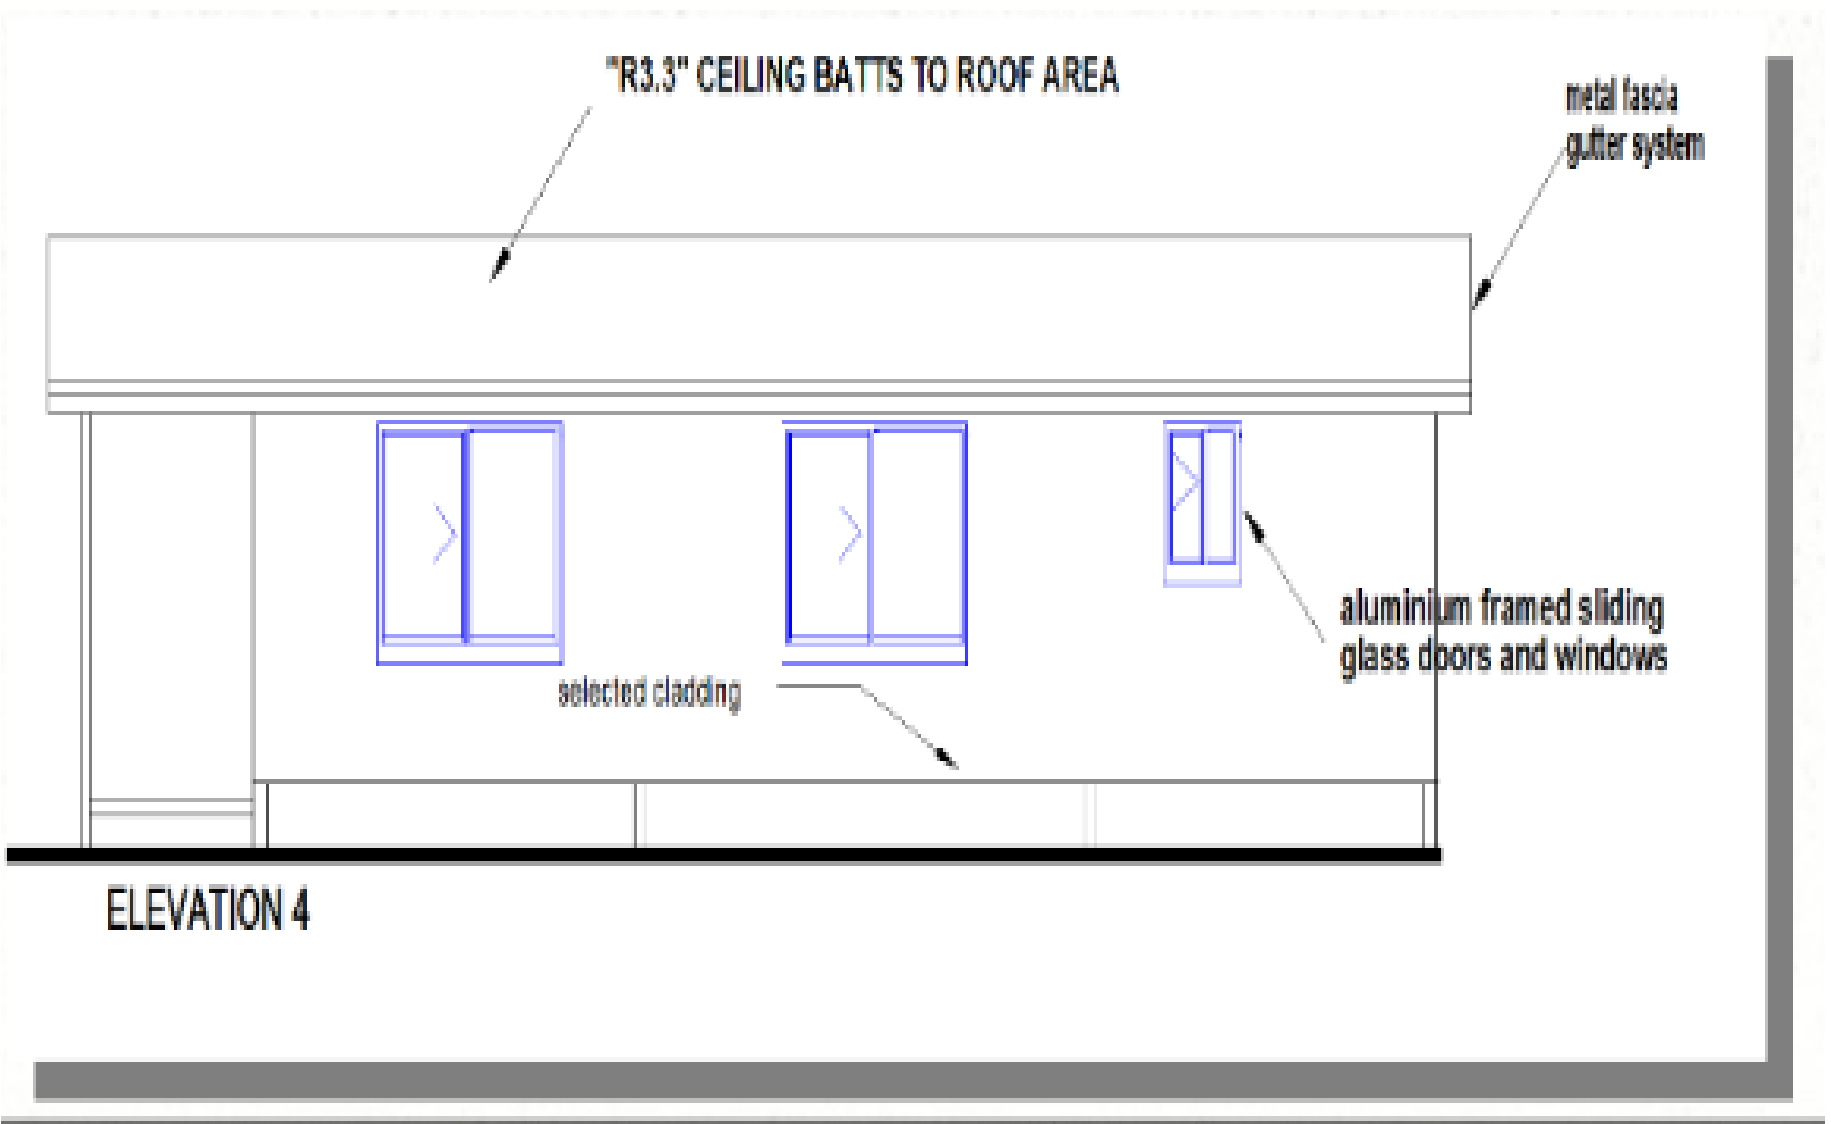 "R3.3" CEILING BATTS TO ROOF AREA
metal fascia
gutter system
aluminium framed sliding
glass doors and windows
selected cladding
ELEVATION 4